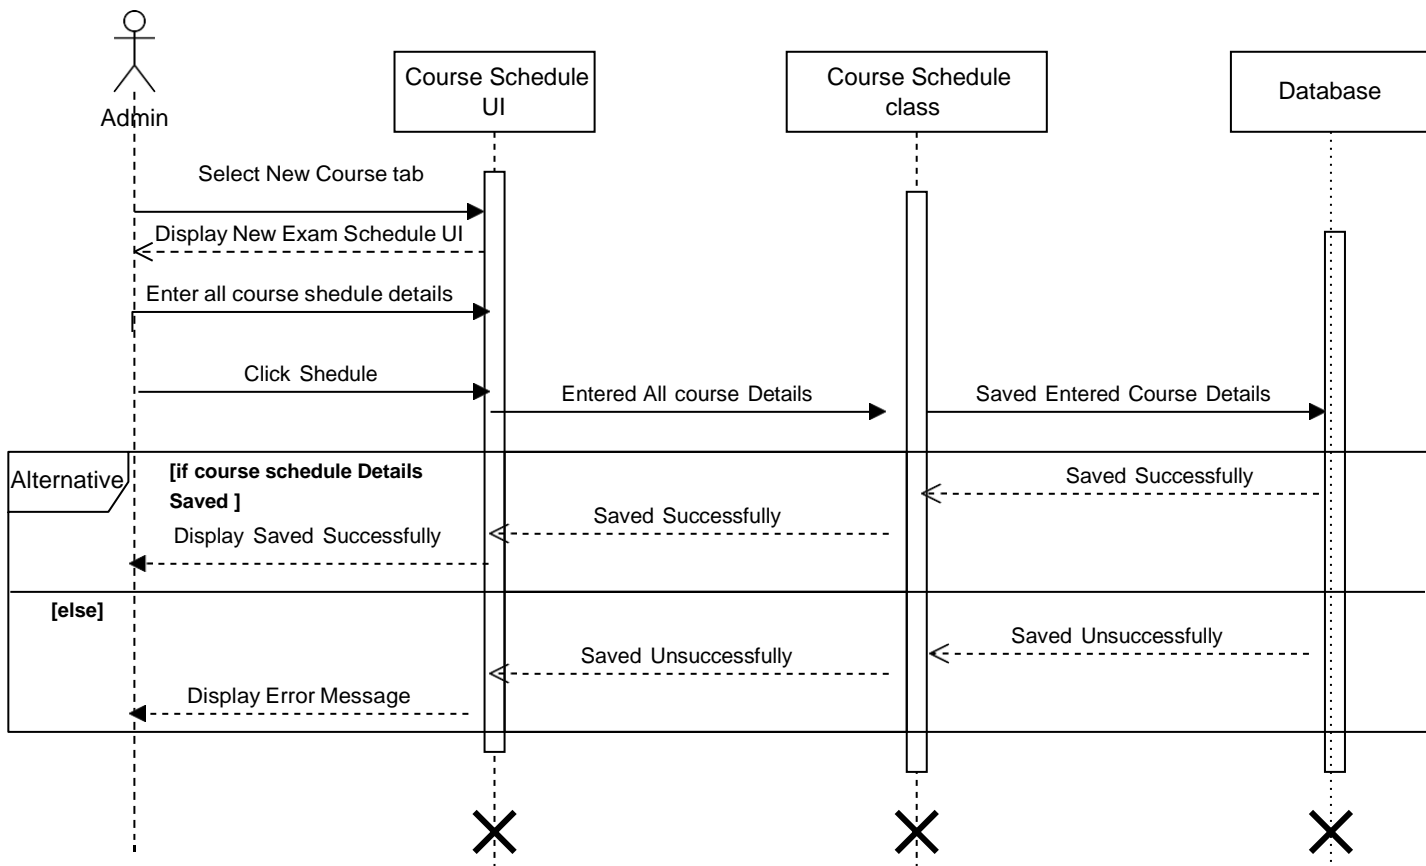 Admin
Course Schedule
UI
Course Schedule
class
Database
Select New Course tab
Display New Exam Schedule UI
Enter all course shedule details
Click Shedule
Entered All course Details
Saved Entered Course Details
Alternative
[if course schedule Details
Saved ]
Saved Successfully
Saved Successfully
Display Saved Successfully
[else]
Saved Unsuccessfully
Saved Unsuccessfully
Display Error Message